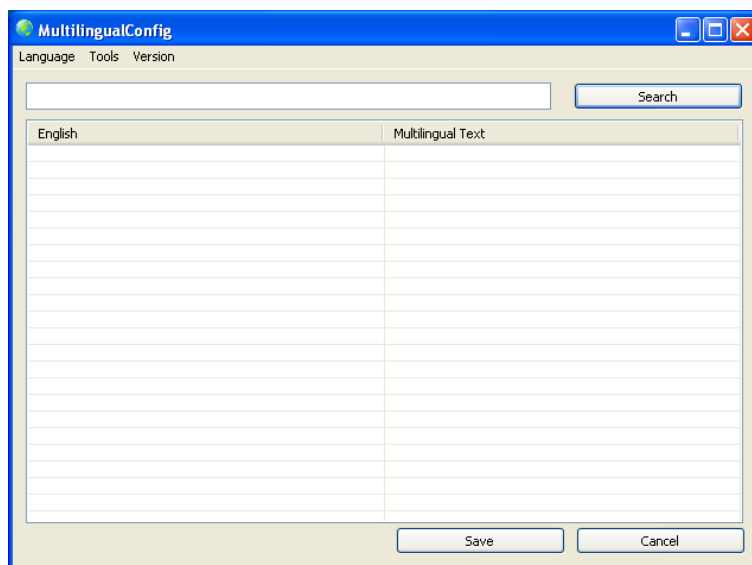 MultilingualConfig
Language Tools Version
Search
English Multilingual Text
Save Cancel